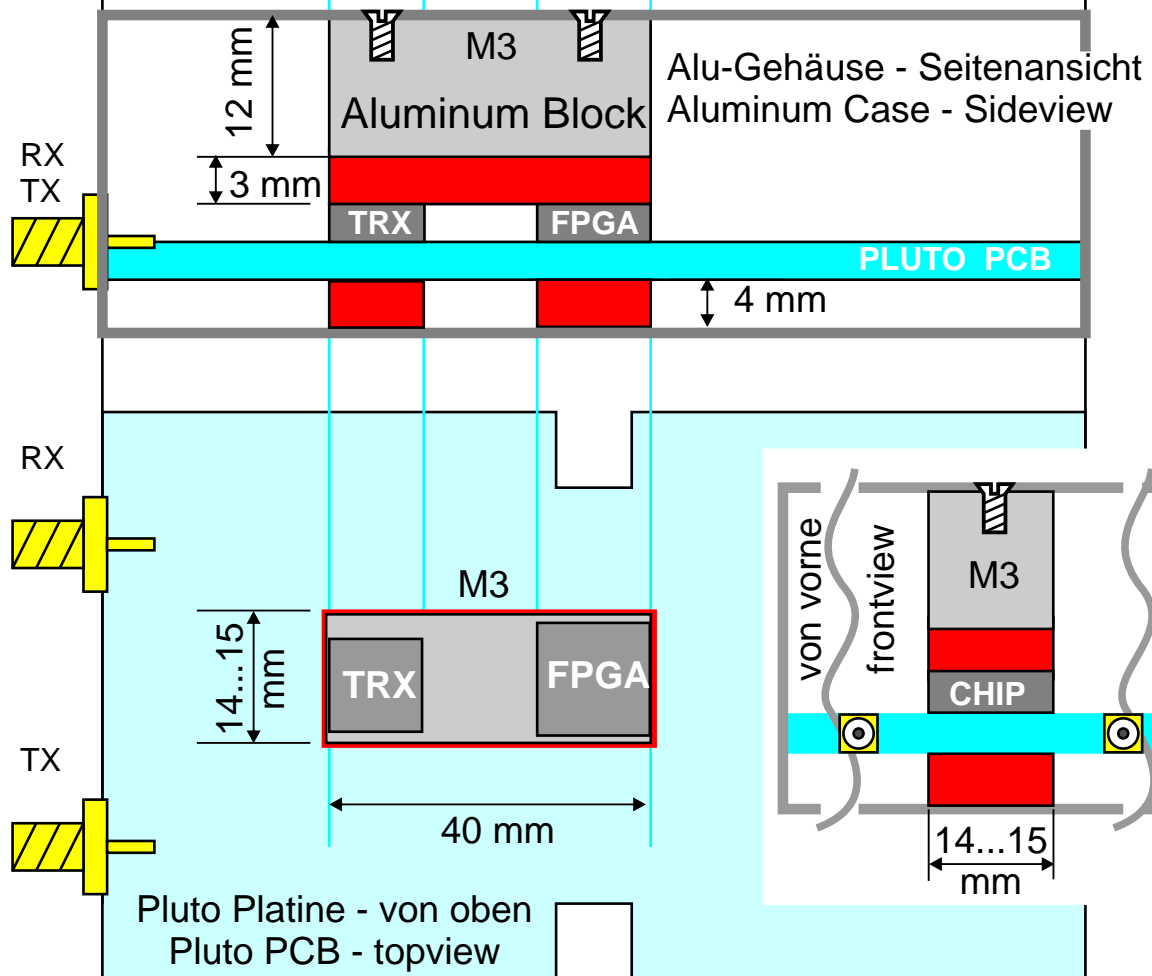 M3
12 mm
Aluminum Block
Alu-Gehäuse - Seitenansicht
Aluminum Case - Sideview
RX
TX
3 mm
TRX
FPGA
PLUTO PCB
4 mm
RX
M3
14...15
mm
TRX
FPGA
TX
40 mm
Pluto Platine - von oben
Pluto PCB - topview
von vorne
frontview
M3
CHIP
14...15
mm